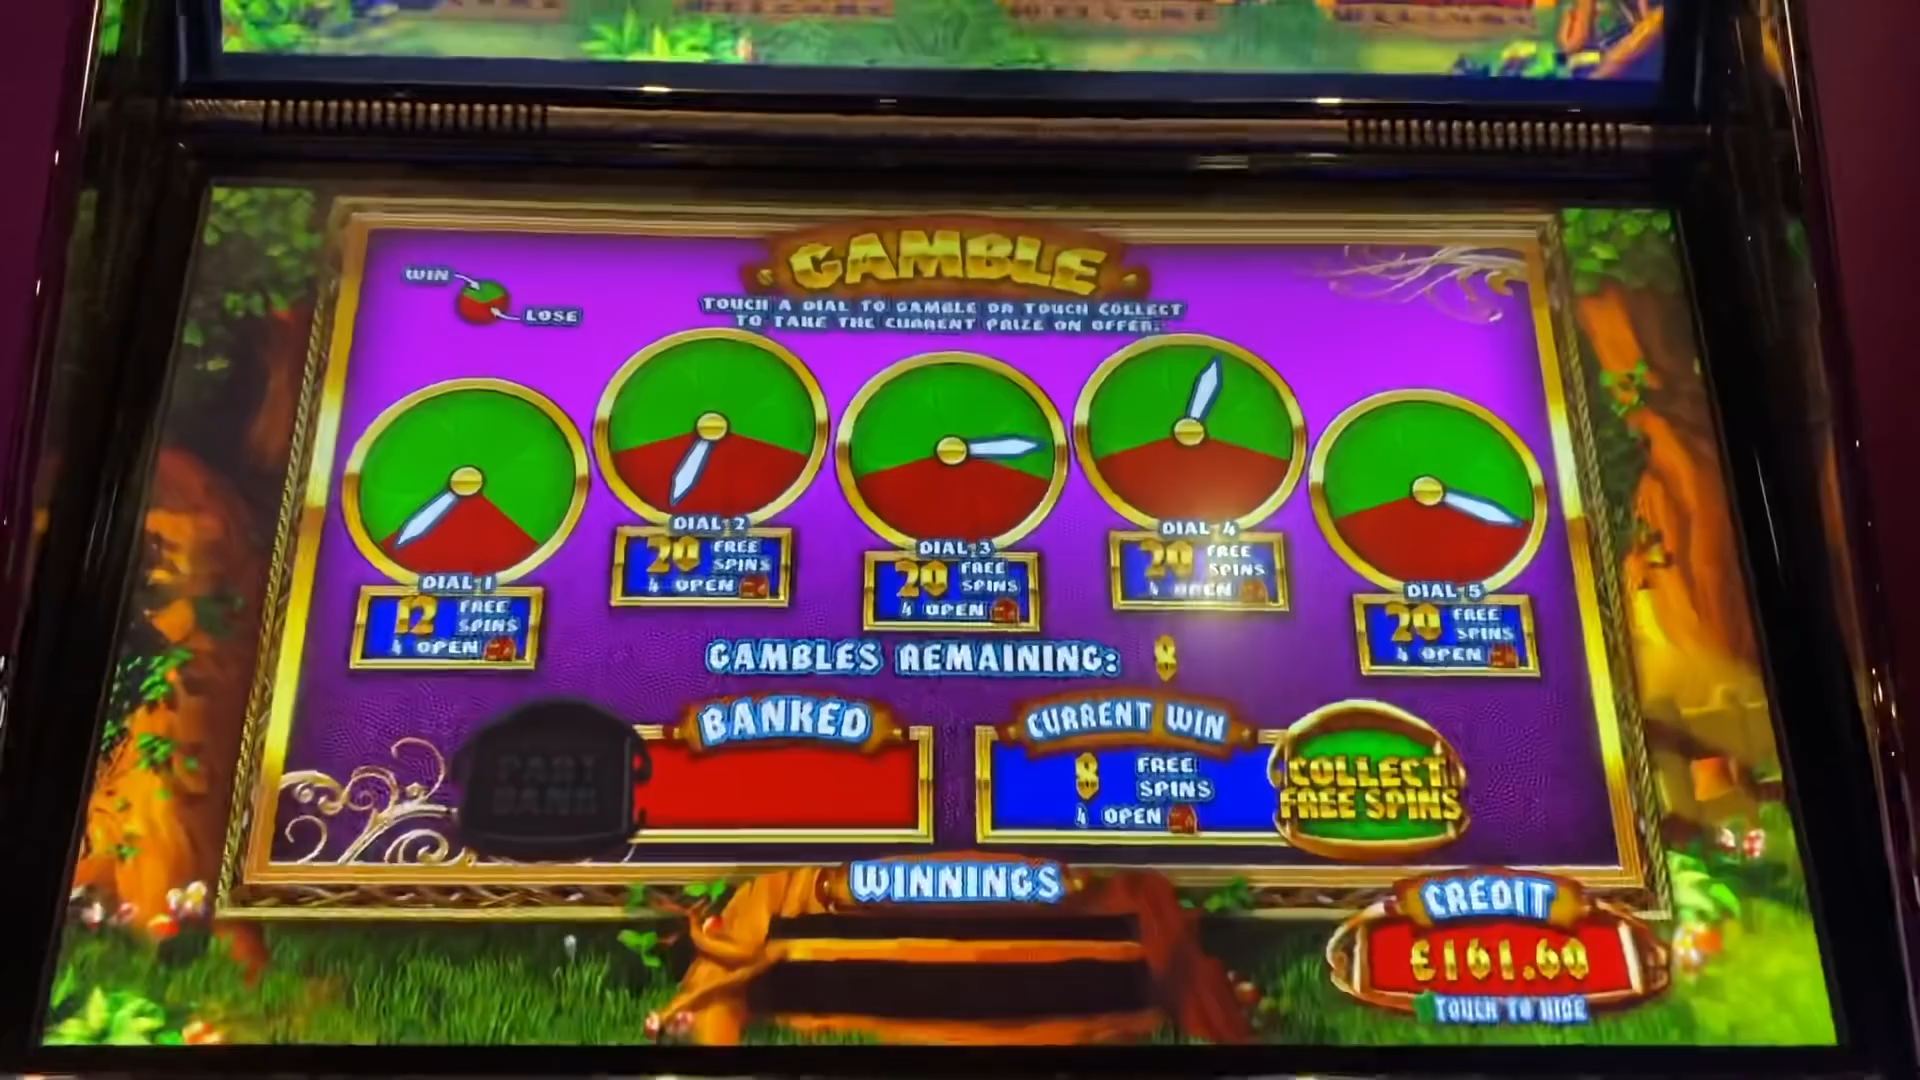 GAMBLE
WIN
LOSE
TOUCH A DIAL TO GAMBLE OR TOUCH COLLECT
TO TAKE THE CURRENT PRIZE ON OFFER.
DIAL 1
12 FREE SPINS
4 OPEN
DIAL 2
20 FREE SPINS
4 OPEN
DIAL 3
20 FREE SPINS
4 OPEN
DIAL 4
20 FREE SPINS
4 OPEN
DIAL 5
20 FREE SPINS
4 OPEN
GAMBLES REMAINING: 8
PART
BANK
BANKED
CURRENT WIN
8 FREE SPINS
4 OPEN
COLLECT
FREE SPINS
WINNINGS
CREDIT
£161.60
TOUCH TO HIDE